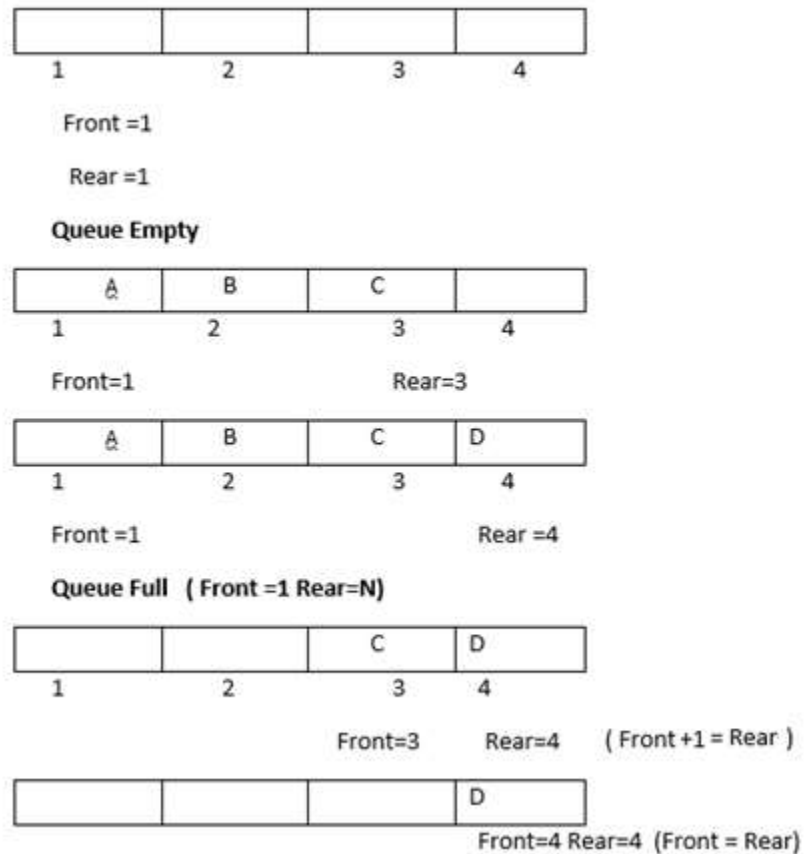 1 2 3 4
Front =1
Rear =1
Queue Empty
A B C
1 2 3 4
Front=1 Rear=3
A B C D
1 2 3 4
Front =1 Rear =4
Queue Full ( Front =1 Rear=N)
C D
1 2 3 4
Front=3 Rear=4 ( Front +1 = Rear )
D
Front=4 Rear=4 (Front = Rear)